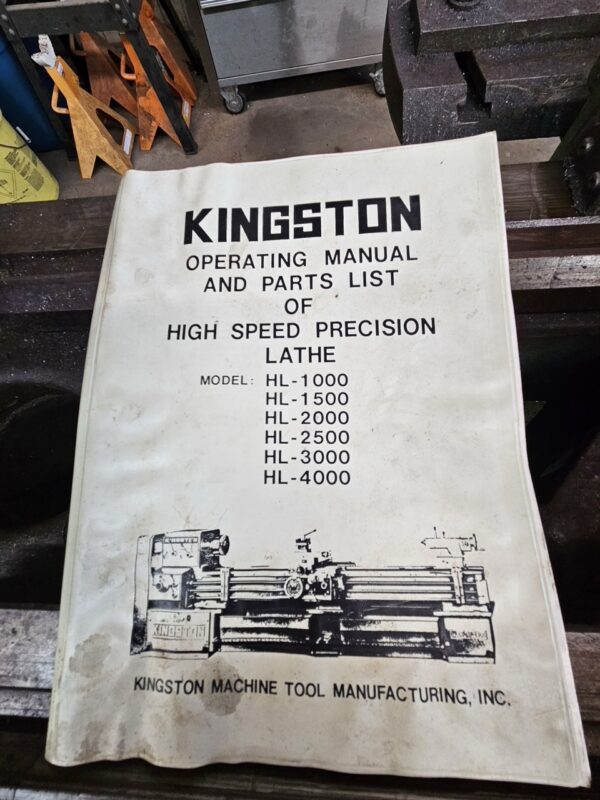 KINGSTON
OPERATING MANUAL
AND PARTS LIST
OF
HIGH SPEED PRECISION
LATHE
MODEL: HL-1000
HL-1500
HL-2000
HL-2500
HL-3000
HL-4000
KINGSTON
KINGSTON MACHINE TOOL MANUFACTURING, INC.